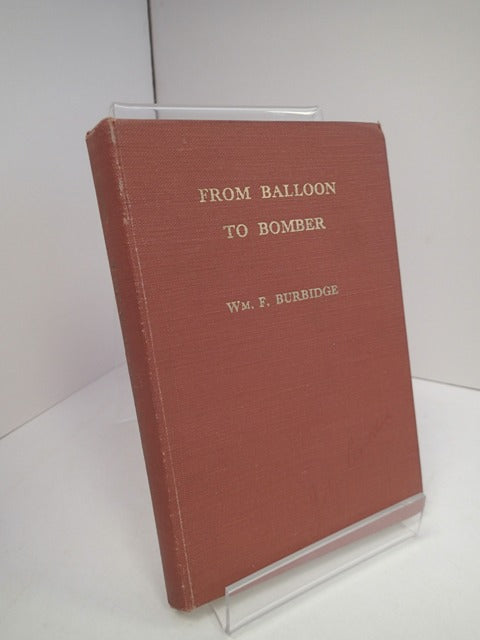 FROM BALLOON
TO BOMBER
WM. F. BURBIDGE